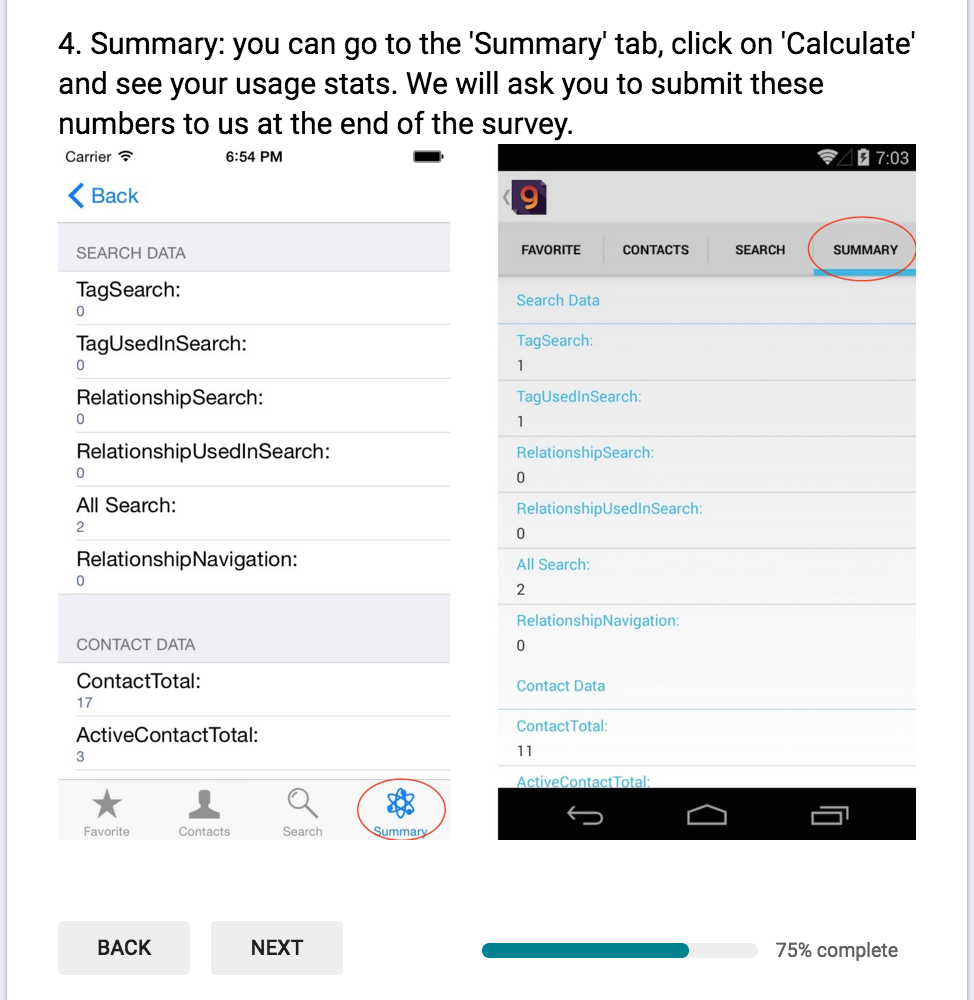 4. Summary: you can go to the 'Summary' tab, click on 'Calculate'
and see your usage stats. We will ask you to submit these
numbers to us at the end of the survey.
Carrier
6:54 PM
Back
SEARCH DATA
TagSearch:
0
TagUsedInSearch:
0
RelationshipSearch:
0
RelationshipUsedInSearch:
0
All Search:
2
RelationshipNavigation:
0
CONTACT DATA
ContactTotal:
17
ActiveContactTotal:
3
Favorite
Contacts
Search
Summary
7:03
9
FAVORITE
CONTACTS
SEARCH
SUMMARY
Search Data
TagSearch:
1
TagUsedInSearch:
1
RelationshipSearch:
0
RelationshipUsedInSearch:
0
All Search:
2
RelationshipNavigation:
0
Contact Data
ContactTotal:
11
ActiveContactTotal:
BACK
NEXT
75% complete